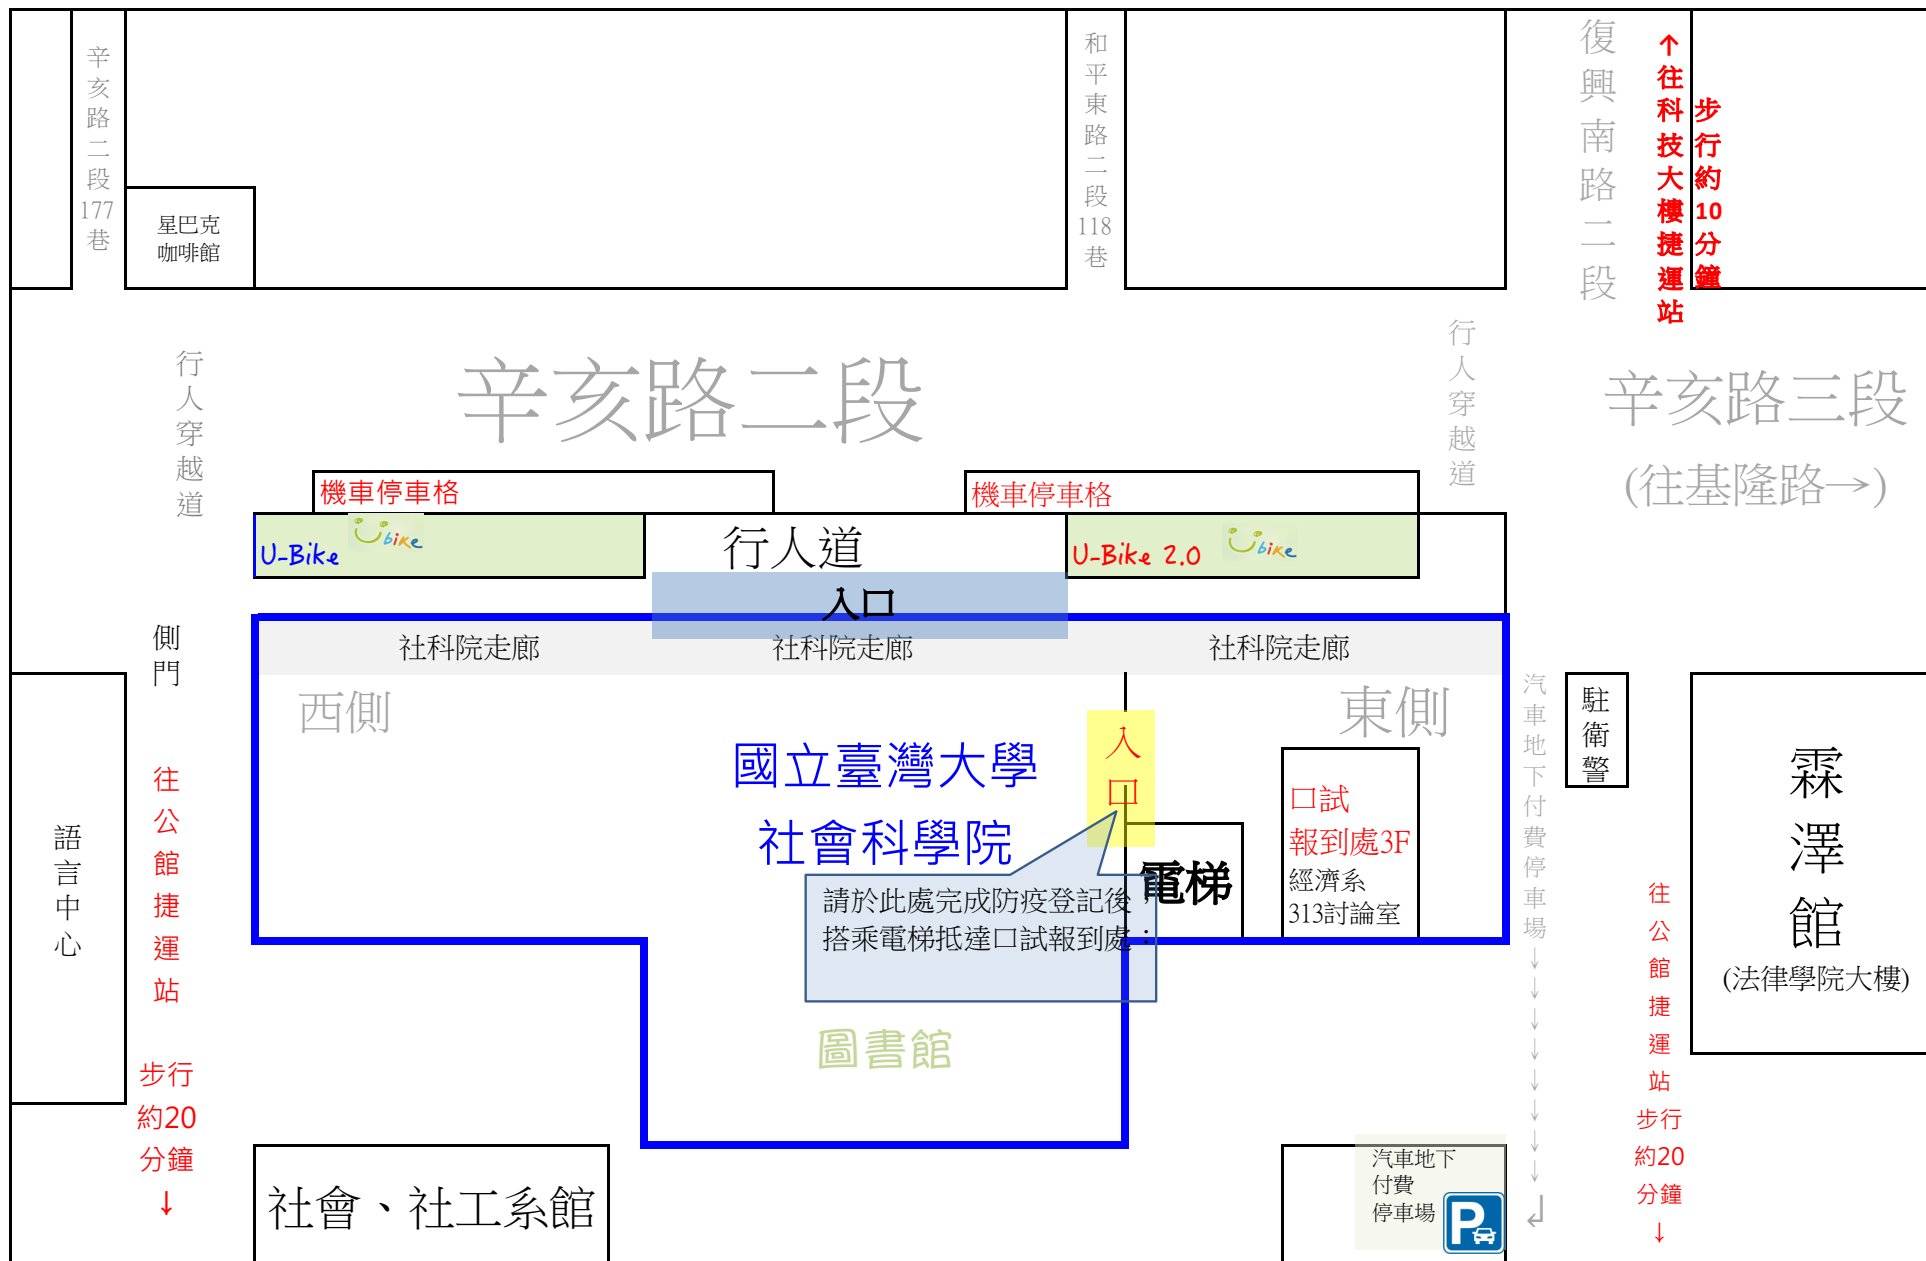 辛亥路二段177巷
星巴克
咖啡館
和平東路二段118巷
復興南路二段
↑往科技大樓捷運站
步行約10分鐘
行人穿越道
辛亥路二段
行人穿越道
辛亥路三段
(往基隆路→)
機車停車格
機車停車格
U-Bike
Ubike
行人道
U-Bike 2.0
Ubike
入口
側門
社科院走廊
社科院走廊
社科院走廊
西側
東側
國立臺灣大學
社會科學院
入口
電梯
口試
報到處3F
經濟系
313討論室
請於此處完成防疫登記後，
搭乘電梯抵達口試報到處：
圖書館
語言中心
往公館捷運站
步行
約20
分鐘
↓
汽車地下付費停車場↓↓↓↓↓↓↓↓
駐衛警
霖澤館
(法律學院大樓)
往公館捷運站
步行
約20
分鐘
↓
社會、社工系館
汽車地下
付費
停車場
P